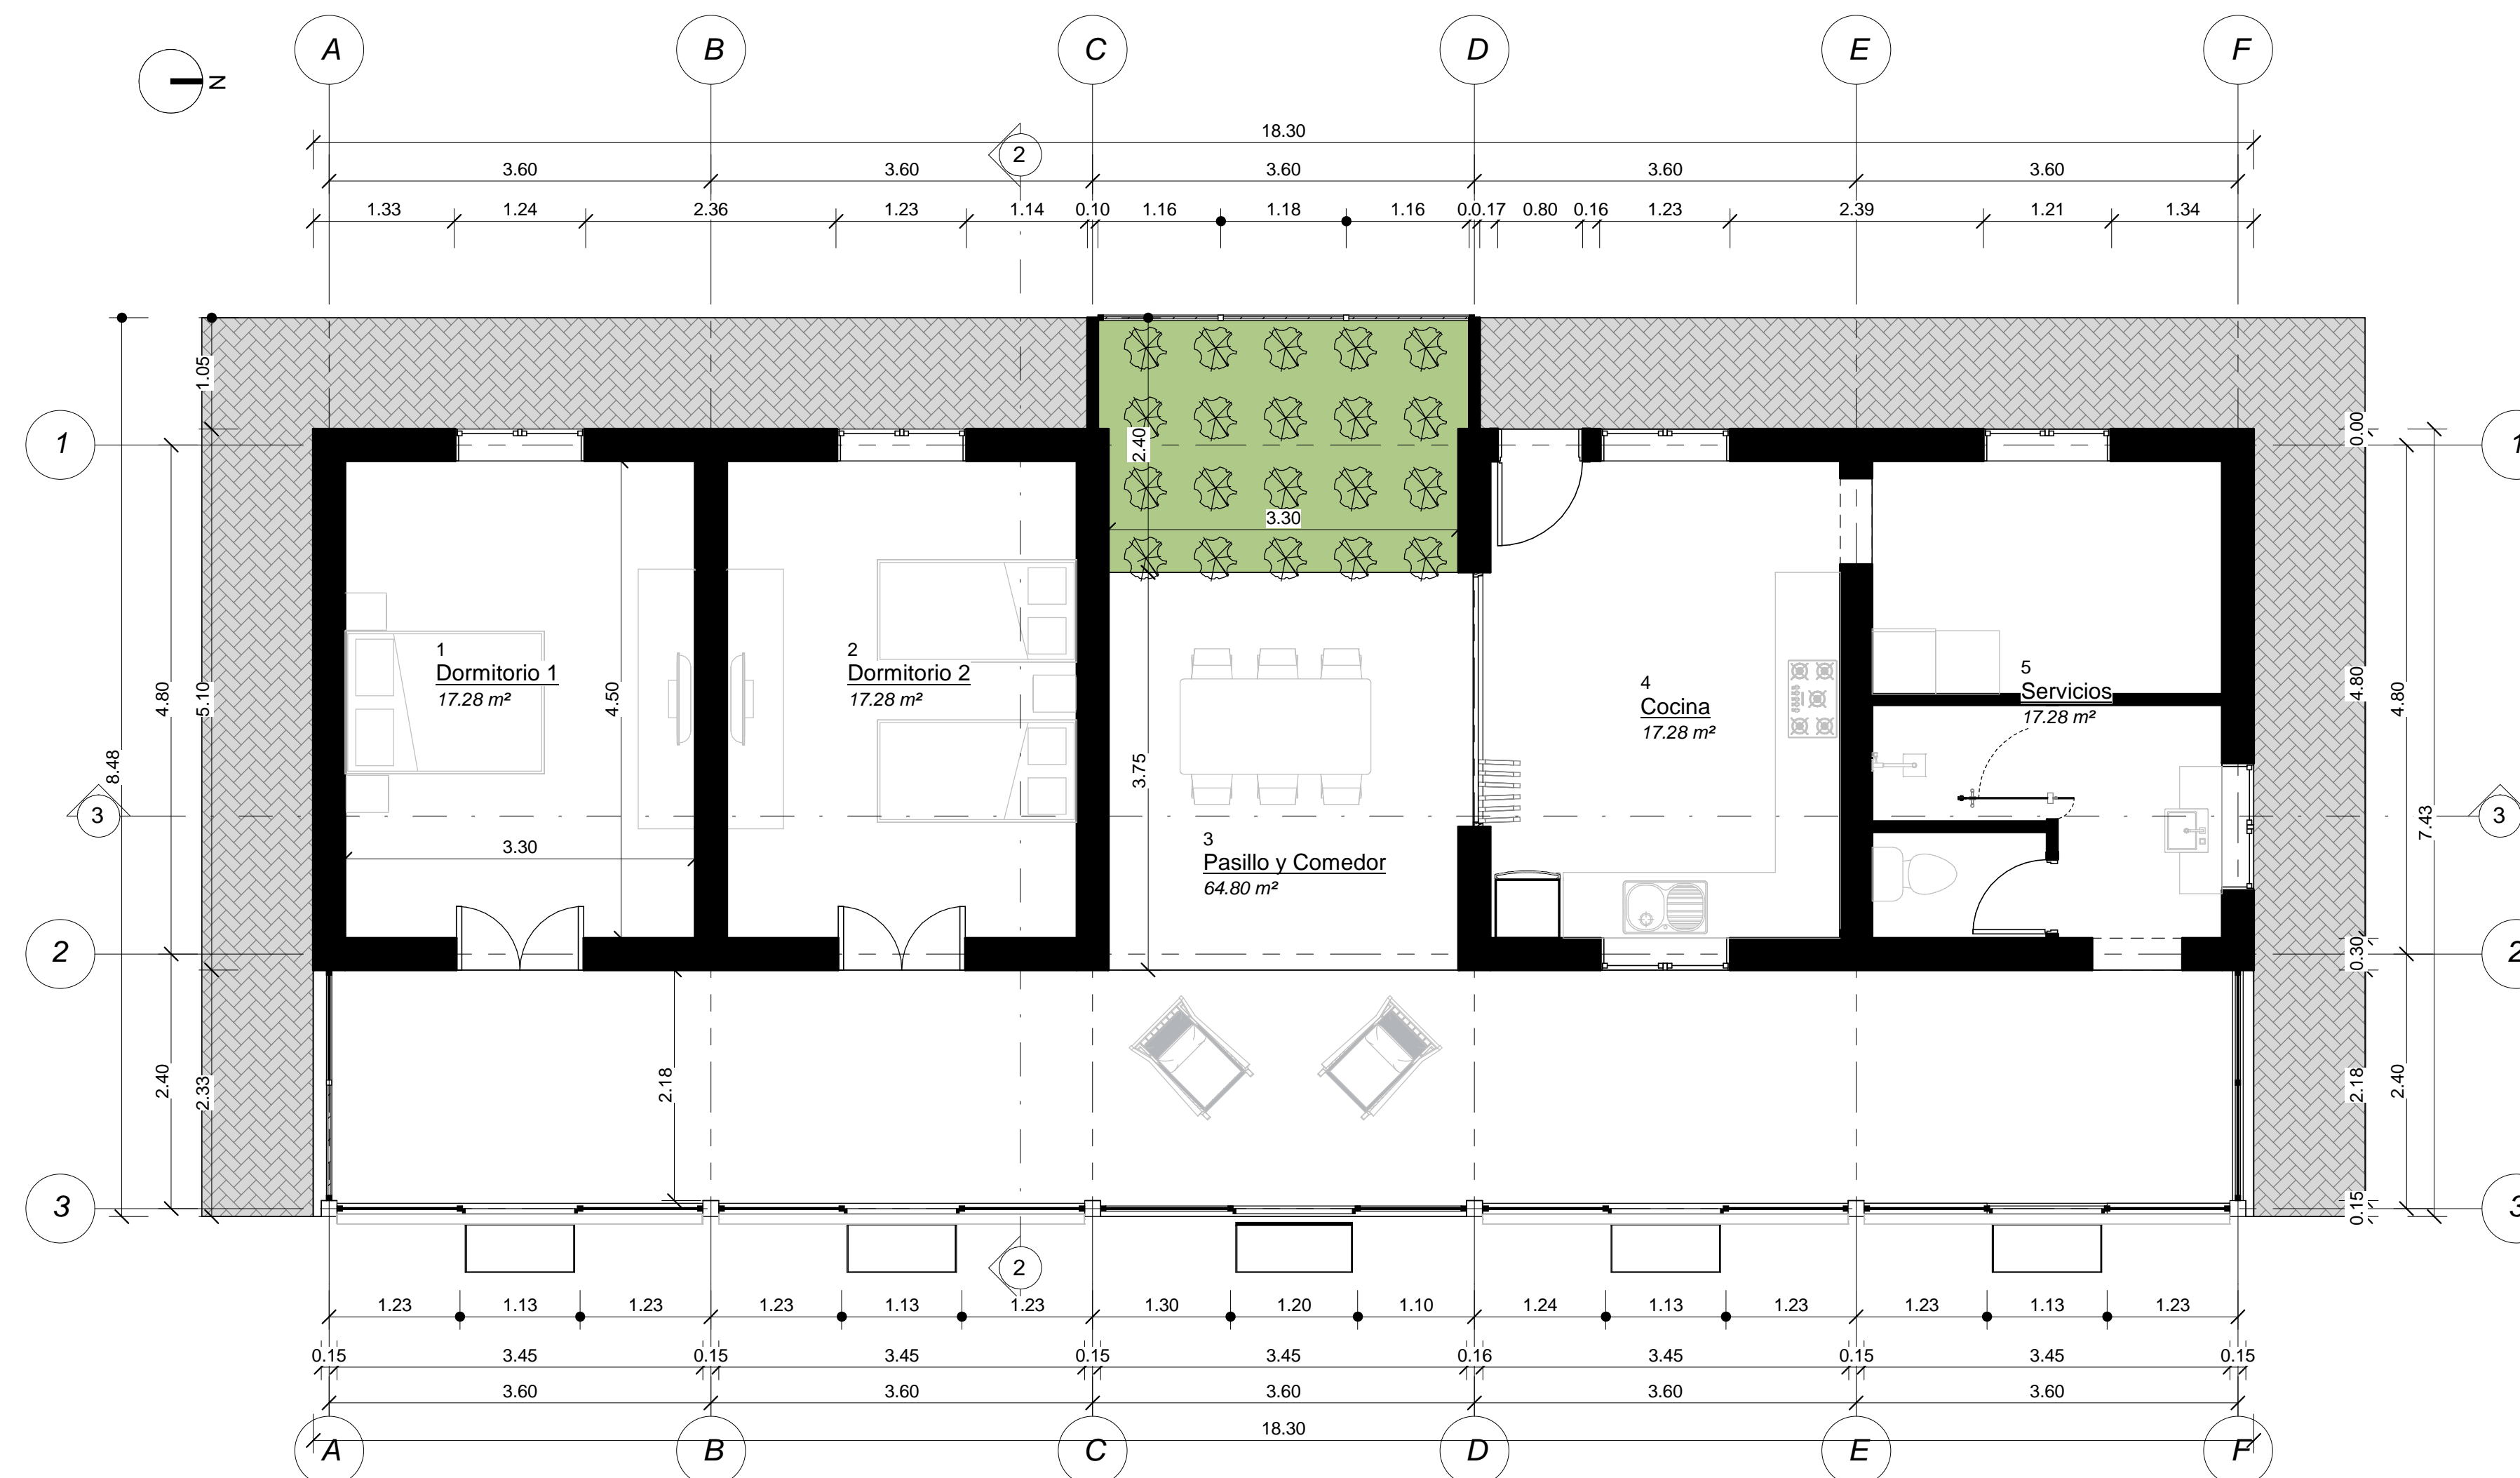 A B C D E F
N
18.30
2
3.60 3.60 3.60 3.60 3.60
1.33 1.24 2.36 1.23 1.14 0.10 1.16 1.18 1.16 0.0 0.17 0.80 0.16 1.23 2.39 1.21 1.34
1.05
2.40
0.00
1 1
3.30
1
Dormitorio 1
17.28 m²
2
Dormitorio 2
17.28 m²
4
Cocina
17.28 m²
5
Servicios
17.28 m²
4.80 5.10 4.50 4.80 4.80
8.48 3.75 7.43
3 3
3.30
3
Pasillo y Comedor
64.80 m²
2 0.30 2
2.40 2.33 2.18 2.18 2.40
3 0.15 3
2
1.23 1.13 1.23 1.23 1.13 1.23 1.30 1.20 1.10 1.24 1.13 1.23 1.23 1.13 1.23
0.15 3.45 0.15 3.45 0.15 3.45 0.16 3.45 0.15 3.45 0.15
3.60 3.60 3.60 3.60 3.60
18.30
A B C D E F